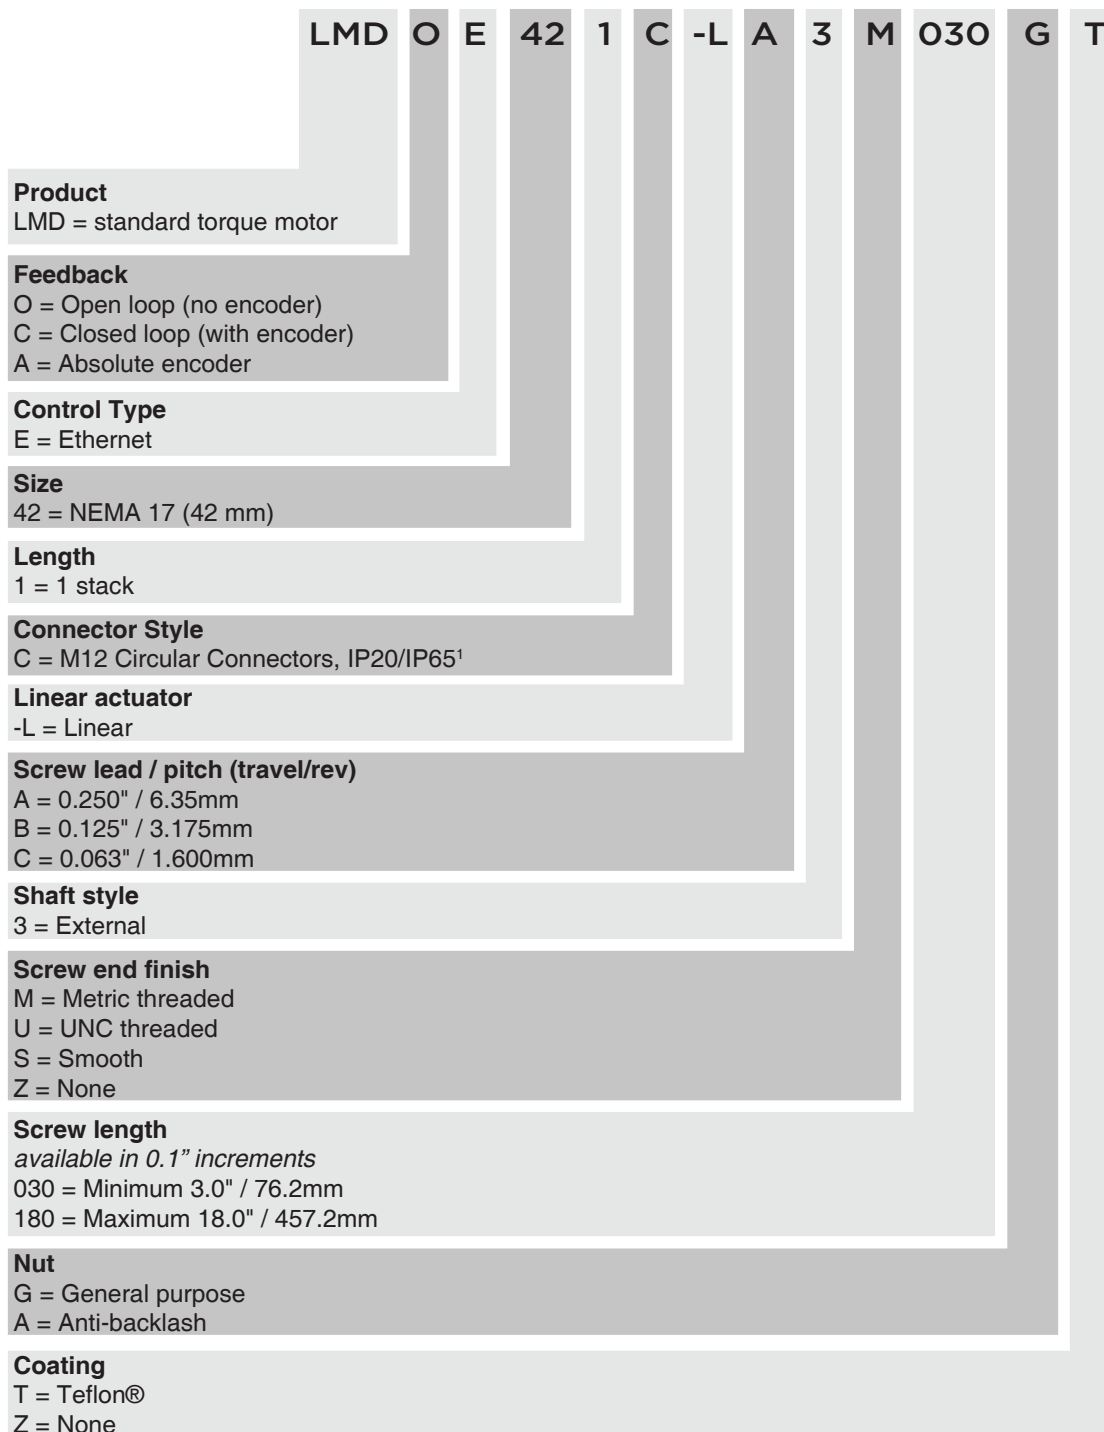 LMD O E 42 1 C -L A 3 M 030 G T
Product
LMD = standard torque motor
Feedback
O = Open loop (no encoder)
C = Closed loop (with encoder)
A = Absolute encoder
Control Type
E = Ethernet
Size
42 = NEMA 17 (42 mm)
Length
1 = 1 stack
Connector Style
C = M12 Circular Connectors, IP20/IP65¹
Linear actuator
-L = Linear
Screw lead / pitch (travel/rev)
A = 0.250" / 6.35mm
B = 0.125" / 3.175mm
C = 0.063" / 1.600mm
Shaft style
3 = External
Screw end finish
M = Metric threaded
U = UNC threaded
S = Smooth
Z = None
Screw length
available in 0.1” increments
030 = Minimum 3.0" / 76.2mm
180 = Maximum 18.0" / 457.2mm
Nut
G = General purpose
A = Anti-backlash
Coating
T = Teflon®
Z = None